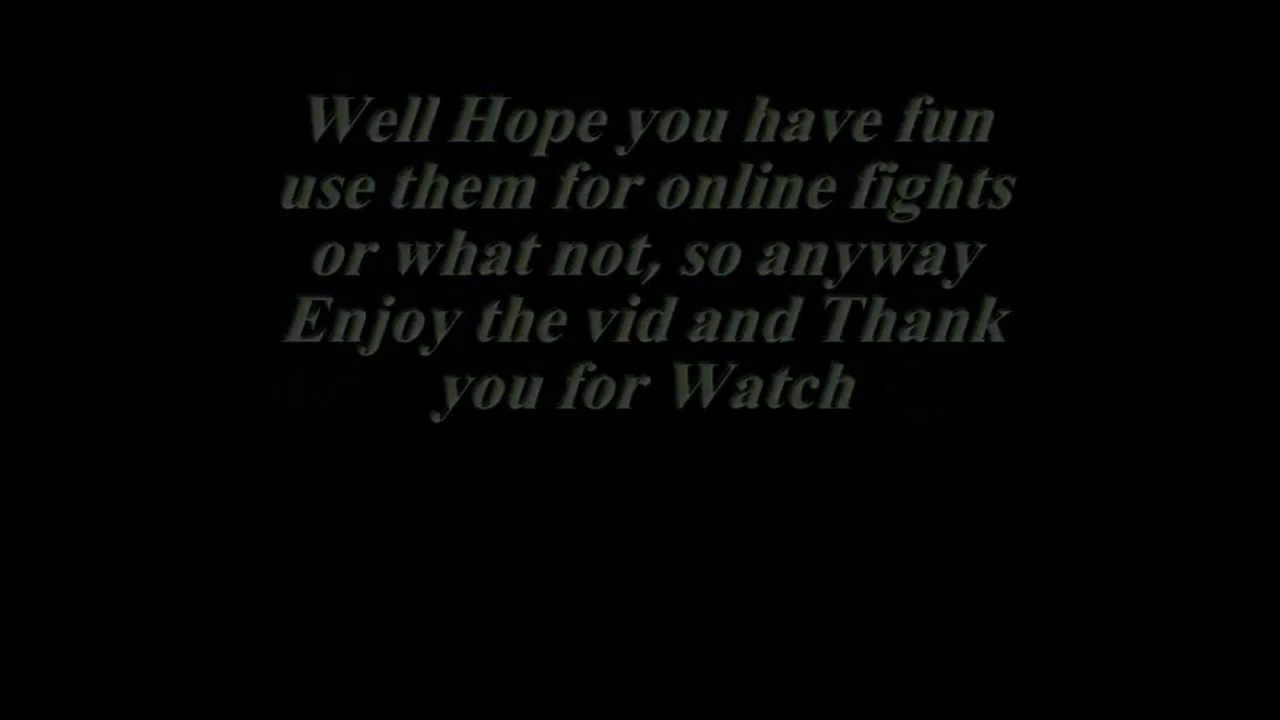 Well Hope you have fun
use them for online fights
or what not, so anyway
Enjoy the vid and Thank
you for Watch